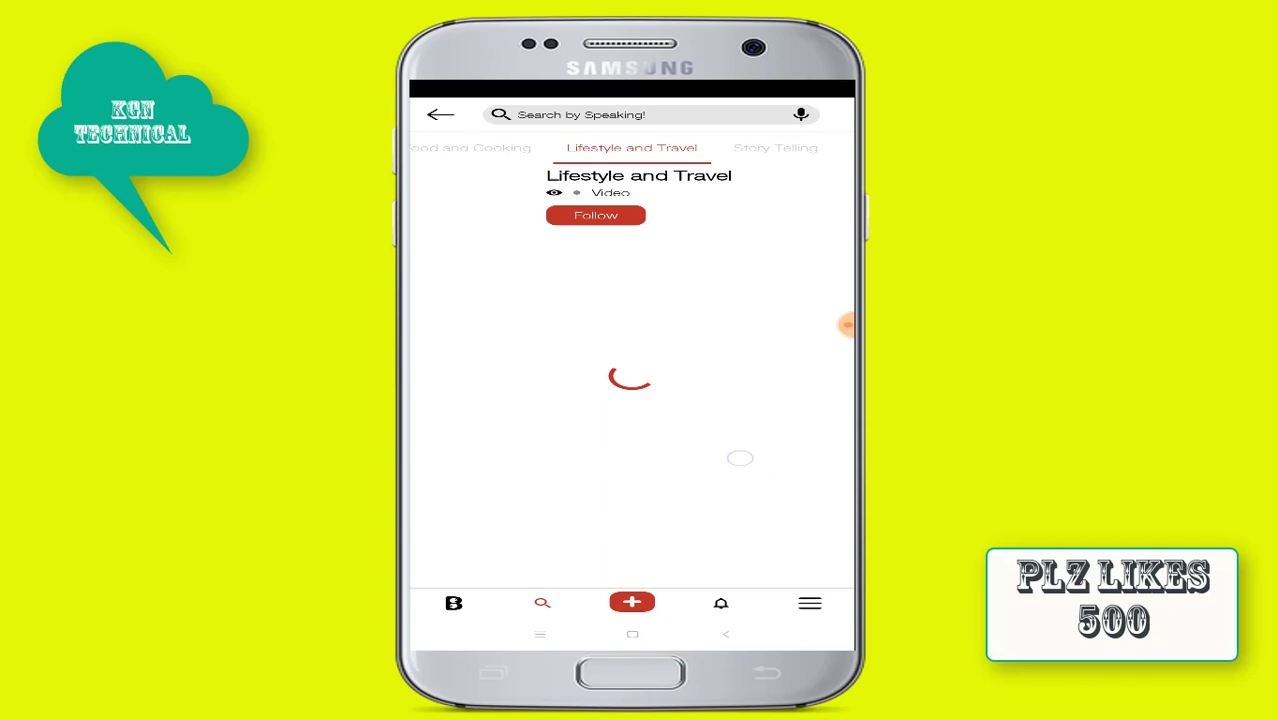 KGN
TECHNICAL
SAMSUNG
Search by Speaking!
ood and Cooking Lifestyle and Travel Story Telling
Lifestyle and Travel
Video
Follow
PLZ LIKES
500